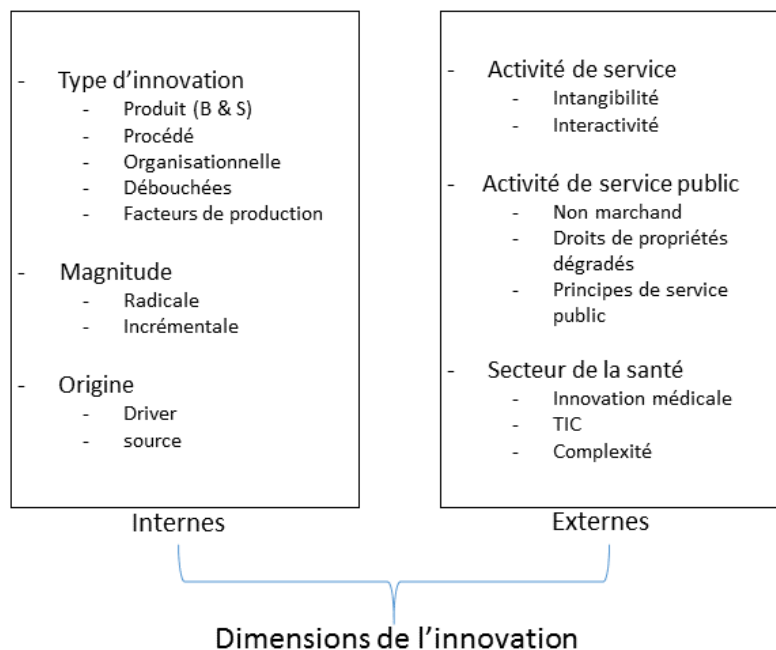 - Type d'innovation
- Produit (B & S)
- Procédé
- Organisationnelle
- Débouchées
- Facteurs de production
- Magnitude
- Radicale
- Incrémentale
- Origine
- Driver
- source
Internes
- Activité de service
- Intangibilité
- Interactivité
- Activité de service public
- Non marchand
- Droits de propriétés
dégradés
- Principes de service
public
- Secteur de la santé
- Innovation médicale
- TIC
- Complexité
Externes
Dimensions de l'innovation